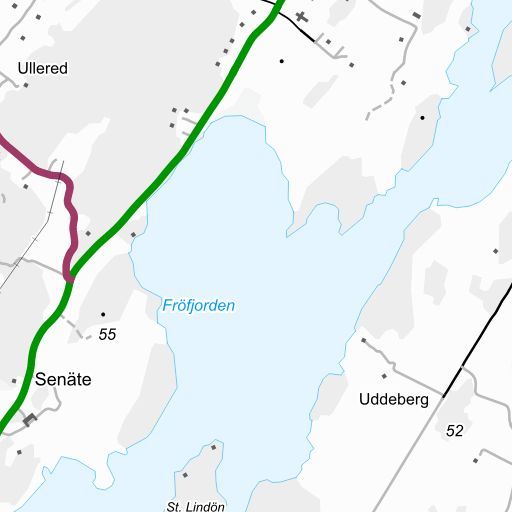 Ullered
Fröfjorden
55
Senäte
Uddeberg
52
St. Lindön